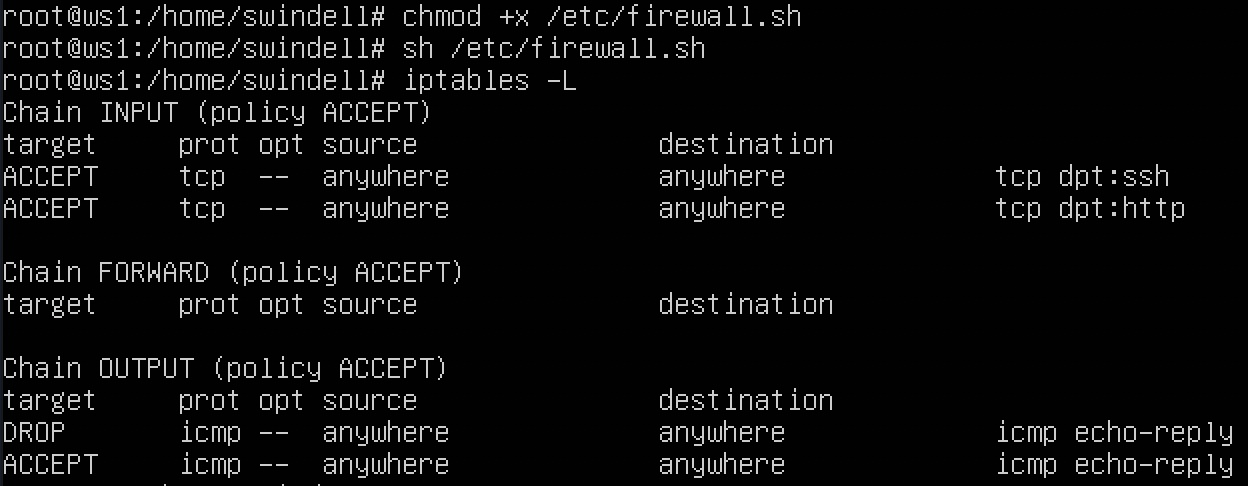 root@ws1:/home/swindell# chmod +x /etc/firewall.sh
root@ws1:/home/swindell# sh /etc/firewall.sh
root@ws1:/home/swindell# iptables -L
Chain INPUT (policy ACCEPT)
target     prot opt source               destination
ACCEPT     tcp  --  anywhere             anywhere             tcp dpt:ssh
ACCEPT     tcp  --  anywhere             anywhere             tcp dpt:http
Chain FORWARD (policy ACCEPT)
target     prot opt source               destination
Chain OUTPUT (policy ACCEPT)
target     prot opt source               destination
DROP       icmp --  anywhere             anywhere             icmp echo-reply
ACCEPT     icmp --  anywhere             anywhere             icmp echo-reply